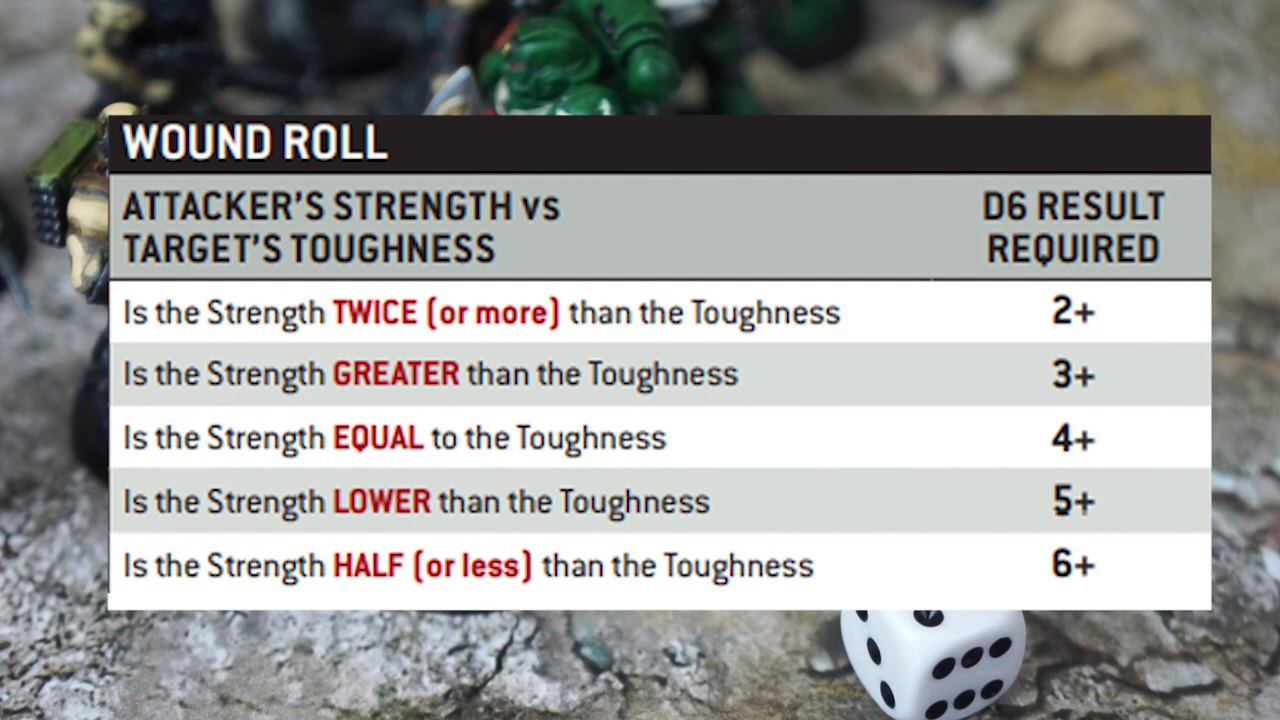 WOUND ROLL
ATTACKER'S STRENGTH vs
TARGET'S TOUGHNESS
D6 RESULT
REQUIRED
Is the Strength TWICE (or more) than the Toughness 2+
Is the Strength GREATER than the Toughness 3+
Is the Strength EQUAL to the Toughness 4+
Is the Strength LOWER than the Toughness 5+
Is the Strength HALF (or less) than the Toughness 6+